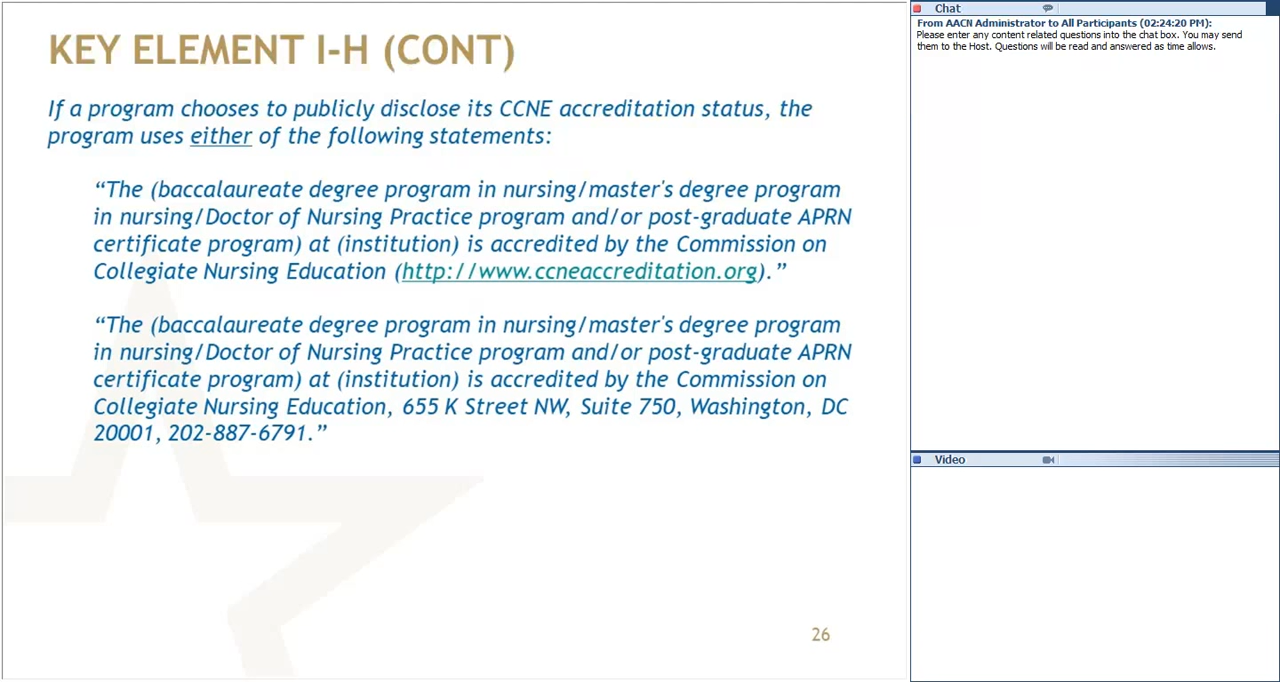 KEY ELEMENT I-H (CONT)
If a program chooses to publicly disclose its CCNE accreditation status, the
program uses either of the following statements:
“The (baccalaureate degree program in nursing/master's degree program
in nursing/Doctor of Nursing Practice program and/or post-graduate APRN
certificate program) at (institution) is accredited by the Commission on
Collegiate Nursing Education (http://www.ccneaccreditation.org).”
“The (baccalaureate degree program in nursing/master's degree program
in nursing/Doctor of Nursing Practice program and/or post-graduate APRN
certificate program) at (institution) is accredited by the Commission on
Collegiate Nursing Education, 655 K Street NW, Suite 750, Washington, DC
20001, 202-887-6791.”
26
Chat
From AACN Administrator to All Participants (02:24:20 PM):
Please enter any content related questions into the chat box. You may send
them to the Host. Questions will be read and answered as time allows.
Video